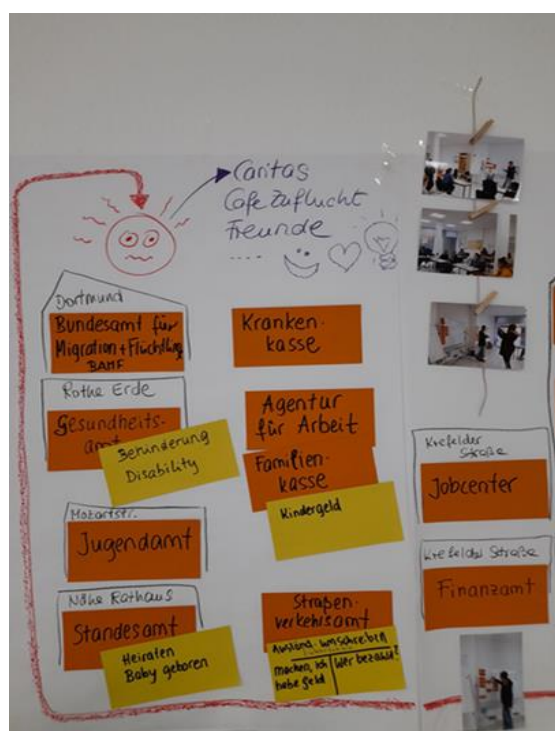 Caritas
Café Zuflucht
Freunde
....
Dortmund
Bundesamt für
Migration + Flüchtling
BAMF
Rothe Erde
Gesundheits-
amt
Behinderung
Disability
Mozartstr.
Jugendamt
Nähe Rathaus
Standesamt
Heiraten
Baby geboren
Kranken-
kasse
Agentur
für Arbeit
Familien-
kasse
Kindergeld
Straßen-
verkehrsamt
umschreiben
machen, ich
habe Geld
Wer bezahlt?
Krefelder
Straße
Jobcenter
Krefelder Straße
Finanzamt